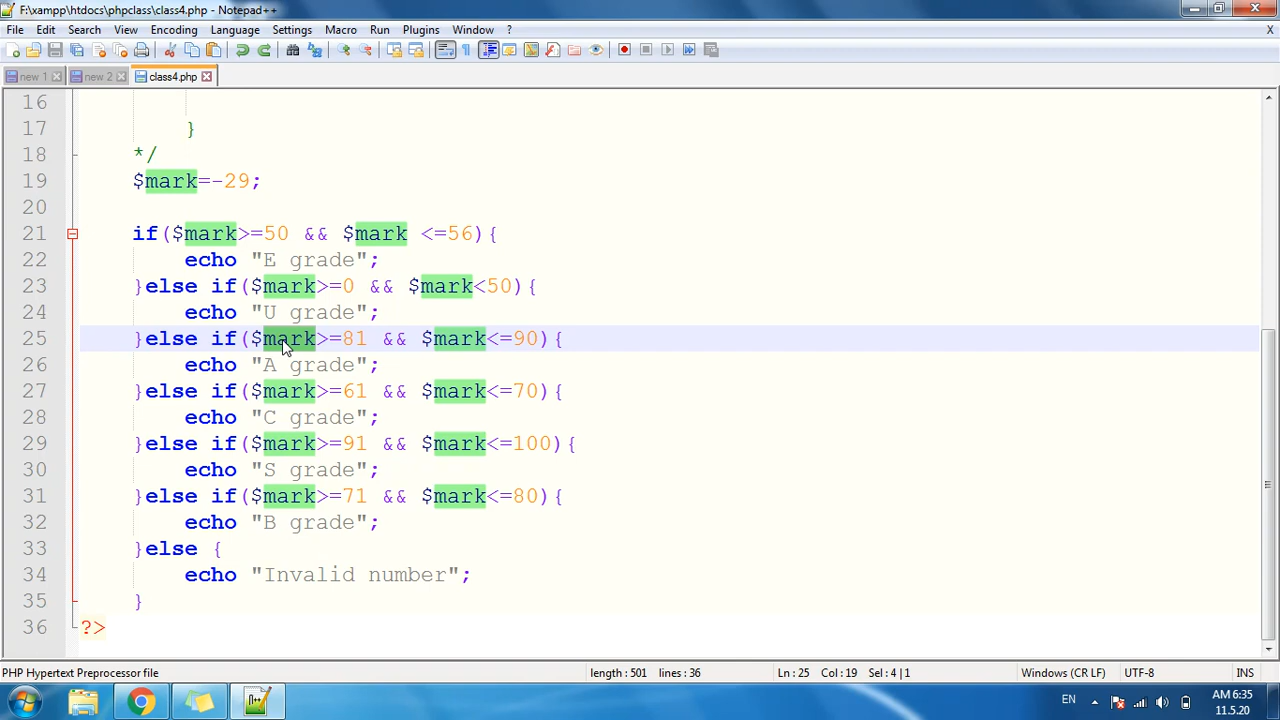 F:\xampp\htdocs\phpclass\class4.php - Notepad++
File Edit Search View Encoding Language Settings Macro Run Plugins Window ? X
new 1 new 2 class4.php
16
17 }
18 */
19 $mark=-29;
20
21 if($mark>=50 && $mark <=56){
22 echo "E grade";
23 }else if($mark>=0 && $mark<50){
24 echo "U grade";
25 }else if($mark>=81 && $mark<=90){
26 echo "A grade";
27 }else if($mark>=61 && $mark<=70){
28 echo "C grade";
29 }else if($mark>=91 && $mark<=100){
30 echo "S grade";
31 }else if($mark>=71 && $mark<=80){
32 echo "B grade";
33 }else {
34 echo "Invalid number";
35 }
36 ?>
PHP Hypertext Preprocessor file length : 501 lines : 36 Ln : 25 Col : 19 Sel : 4 | 1 Windows (CR LF) UTF-8 INS
EN AM 6:35
11.5.20